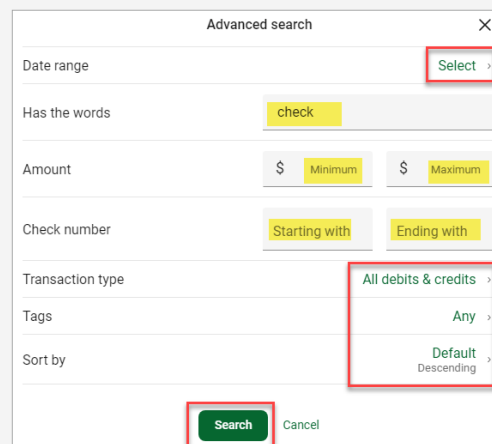 Advanced search
Date range Select
Has the words check
Amount $ Minimum $ Maximum
Check number Starting with Ending with
Transaction type All debits & credits
Tags Any
Sort by Default
Descending
Search Cancel